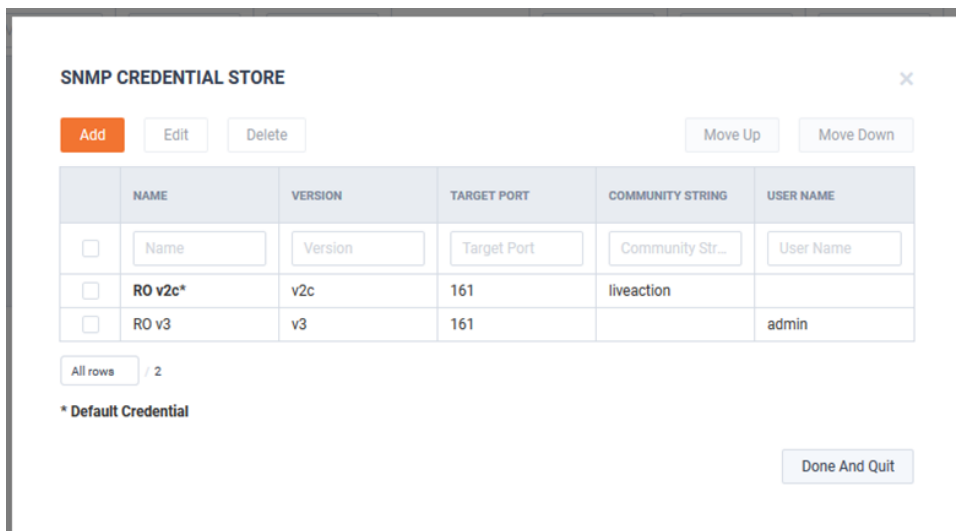 SNMP CREDENTIAL STORE ×
Add Edit Delete Move Up Move Down
NAME VERSION TARGET PORT COMMUNITY STRING USER NAME
Name Version Target Port Community Str... User Name
RO v2c* v2c 161 liveaction
RO v3 v3 161 admin
All rows / 2
* Default Credential
Done And Quit